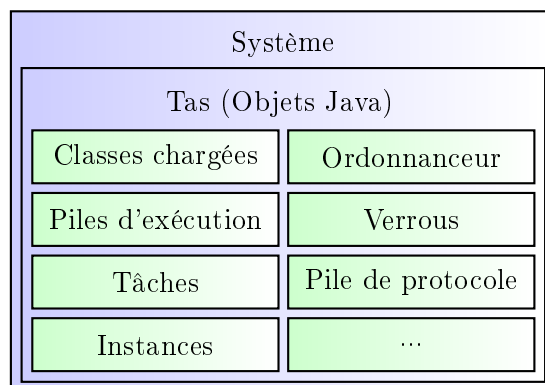 Système
Tas (Objets Java)
Classes chargées
Ordonnanceur
Piles d'exécution
Verrous
Tâches
Pile de protocole
Instances
...